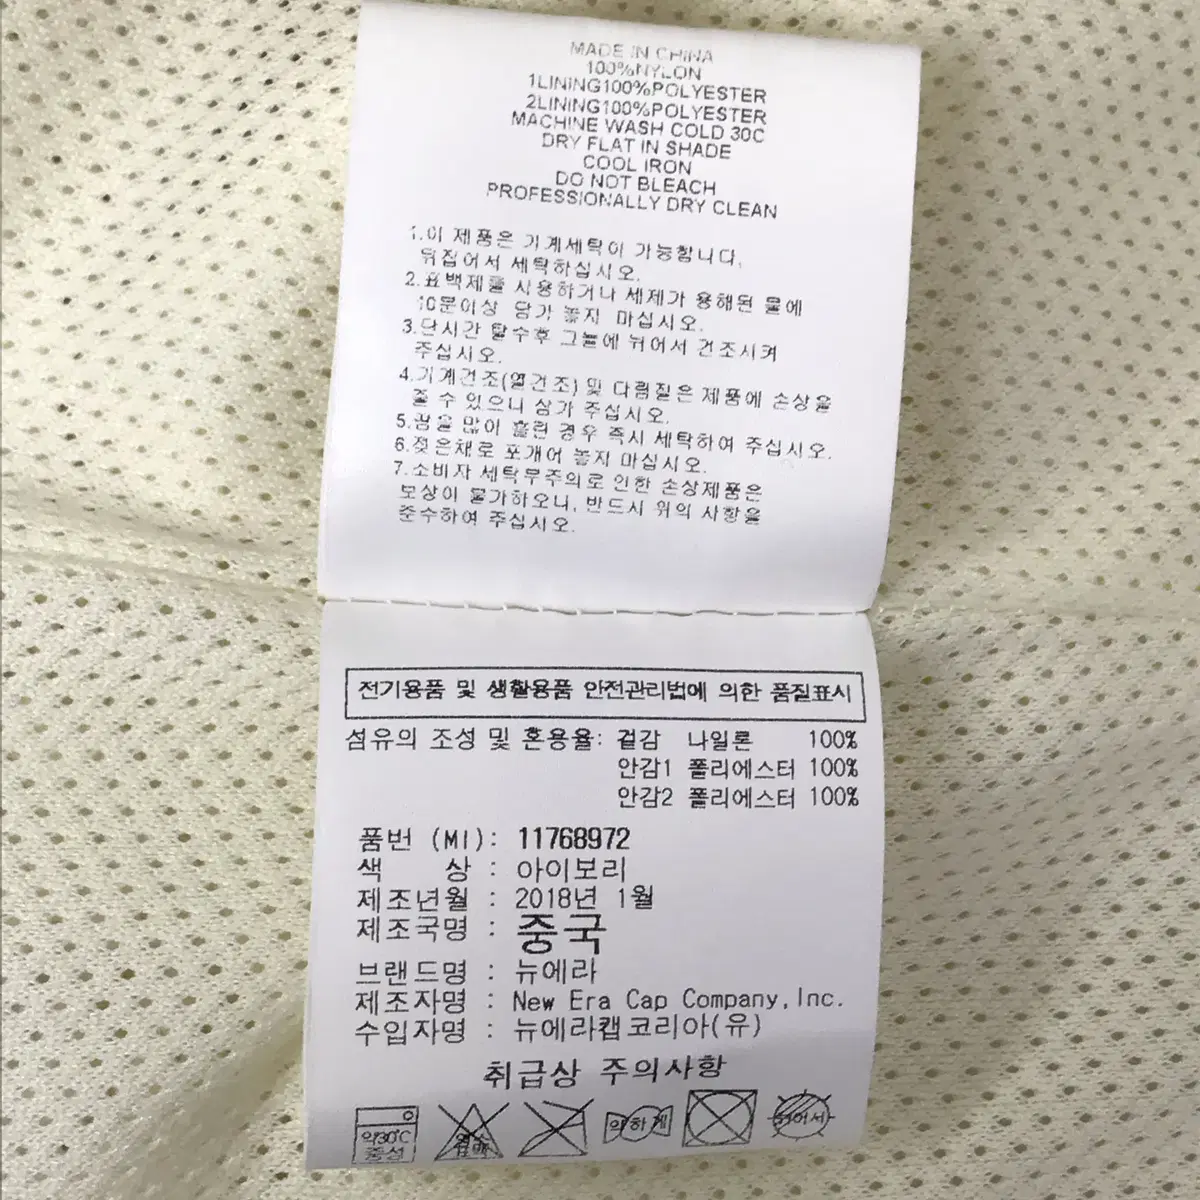 MADE IN CHINA
100%NYLON
1LINING100%POLYESTER
2LINING100%POLYESTER
MACHINE WASH COLD 30C
DRY FLAT IN SHADE
COOL IRON
DO NOT BLEACH
PROFESSIONALLY DRY CLEAN
1.이 제품은 기계세탁이 가능합니다.
뒤집어서 세탁하십시오.
2.표백제를 사용하거나 세제가 용해된 물에
10분이상 담가 놓지 마십시오.
3.단시간 탈수후 그늘에 뉘어서 건조시켜
주십시오.
4.기계건조(열건조) 및 다림질은 제품에 손상을
줄 수 있으니 삼가 주십시오.
5.땀을 많이 흘린 경우 즉시 세탁하여 주십시오.
6.젖은채로 포개어 놓지 마십시오.
7.소비자 세탁부주의로 인한 손상제품은
보상이 불가하오니, 반드시 위의 사항을
준수하여 주십시오.
전기용품 및 생활용품 안전관리법에 의한 품질표시
섬유의 조성 및 혼용율: 겉감 나일론 100%
안감1 폴리에스터 100%
안감2 폴리에스터 100%
품번 (MI): 11768972
색 상 : 아이보리
제조년월 : 2018년 1월
제조국명 : 중국
브랜드명 : 뉴에라
제조자명 : New Era Cap Company,Inc.
수입자명 : 뉴에라캡코리아(유)
취급상 주의사항
약30℃
중성
염소
표백
약하게
뉘어서